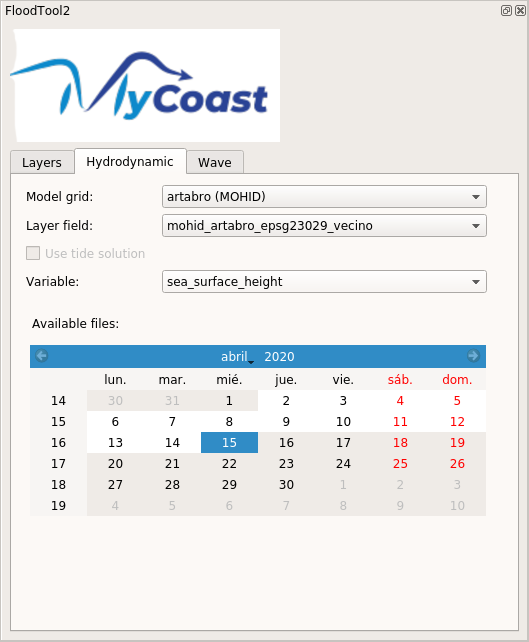 FloodTool2
MyCoast
Layers Hydrodynamic Wave
Model grid: artabro (MOHID)
Layer field: mohid_artabro_epsg23029_vecino
Use tide solution
Variable: sea_surface_height
Available files:
abril 2020
lun. mar. mié. jue. vie. sáb. dom.
14 30 31 1 2 3 4 5
15 6 7 8 9 10 11 12
16 13 14 15 16 17 18 19
17 20 21 22 23 24 25 26
18 27 28 29 30 1 2 3
19 4 5 6 7 8 9 10